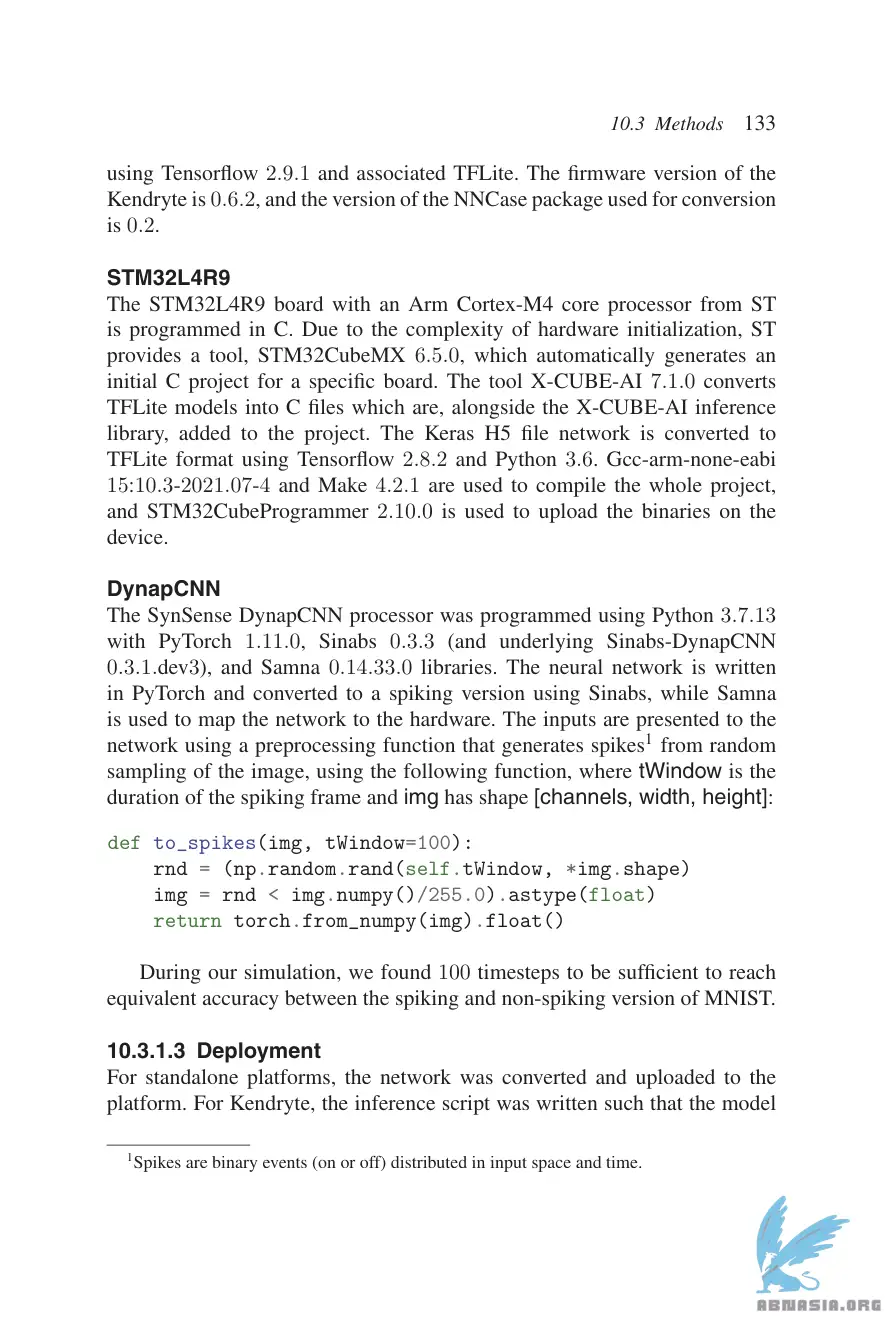 10.3 Methods 133
using Tensorflow 2.9.1 and associated TFLite. The firmware version of the
Kendryte is 0.6.2, and the version of the NNCase package used for conversion
is 0.2.
STM32L4R9
The STM32L4R9 board with an Arm Cortex-M4 core processor from ST
is programmed in C. Due to the complexity of hardware initialization, ST
provides a tool, STM32CubeMX 6.5.0, which automatically generates an
initial C project for a specific board. The tool X-CUBE-AI 7.1.0 converts
TFLite models into C files which are, alongside the X-CUBE-AI inference
library, added to the project. The Keras H5 file network is converted to
TFLite format using Tensorflow 2.8.2 and Python 3.6. Gcc-arm-none-eabi
15:10.3-2021.07-4 and Make 4.2.1 are used to compile the whole project,
and STM32CubeProgrammer 2.10.0 is used to upload the binaries on the
device.
DynapCNN
The SynSense DynapCNN processor was programmed using Python 3.7.13
with PyTorch 1.11.0, Sinabs 0.3.3 (and underlying Sinabs-DynapCNN
0.3.1.dev3), and Samna 0.14.33.0 libraries. The neural network is written
in PyTorch and converted to a spiking version using Sinabs, while Samna
is used to map the network to the hardware. The inputs are presented to the
network using a preprocessing function that generates spikes1 from random
sampling of the image, using the following function, where tWindow is the
duration of the spiking frame and img has shape [channels, width, height]:
def to_spikes(img, tWindow=100):
    rnd = (np.random.rand(self.tWindow, *img.shape)
    img = rnd < img.numpy()/255.0).astype(float)
    return torch.from_numpy(img).float()
During our simulation, we found 100 timesteps to be sufficient to reach
equivalent accuracy between the spiking and non-spiking version of MNIST.
10.3.1.3 Deployment
For standalone platforms, the network was converted and uploaded to the
platform. For Kendryte, the inference script was written such that the model
1Spikes are binary events (on or off) distributed in input space and time.
ABNASIA.ORG